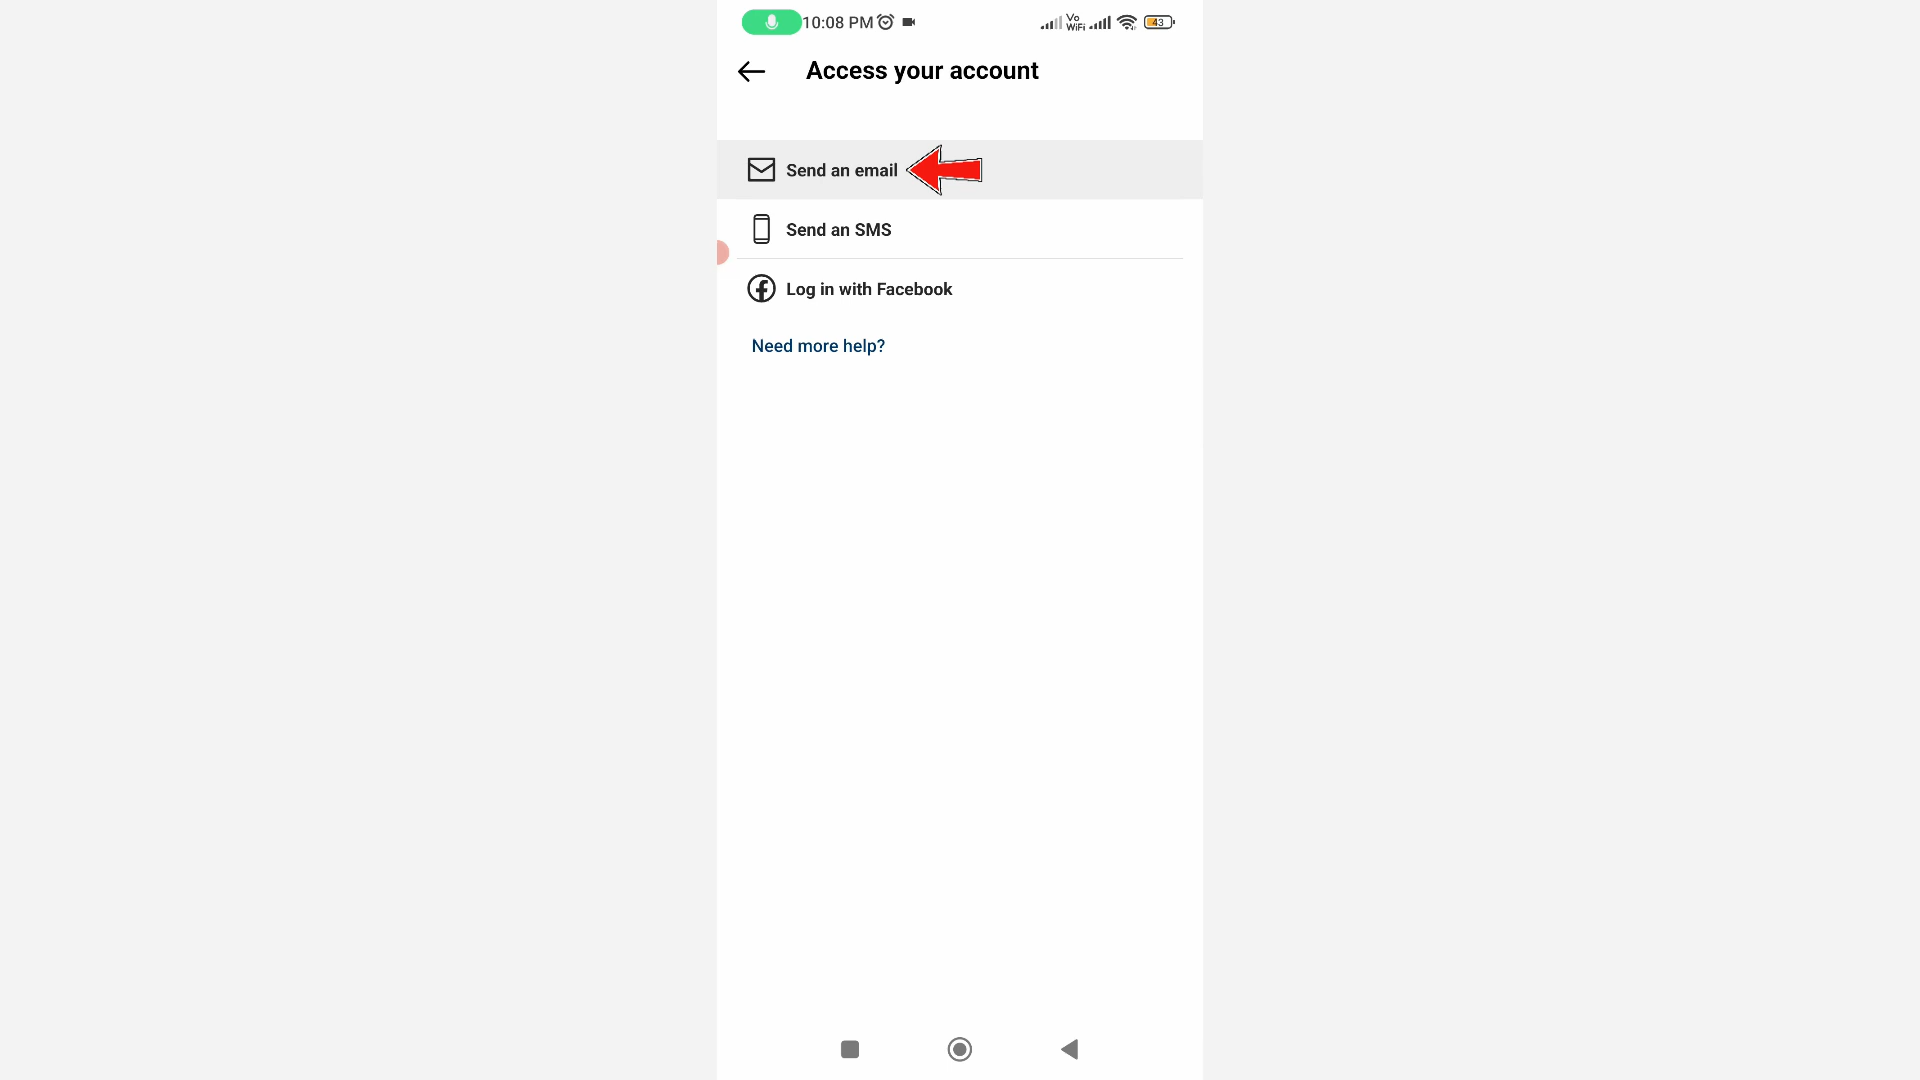 10:08 PM Vo WiFi 43
Access your account
Send an email
Send an SMS
Log in with Facebook
Need more help?